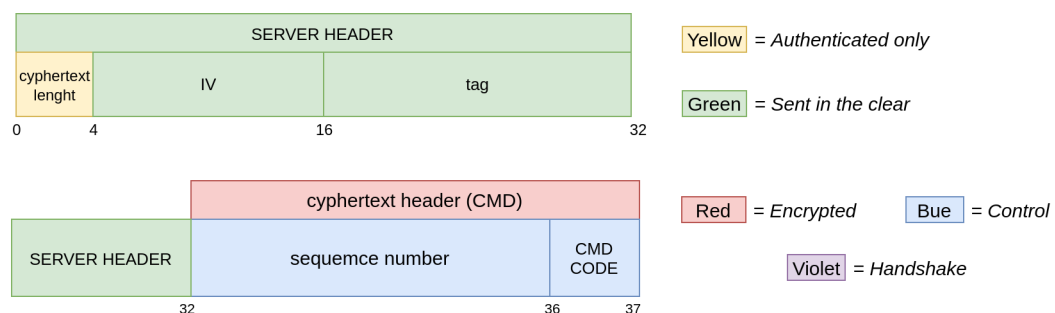 SERVER HEADER
cyphertext
lenght
IV
tag
0
4
16
32
Yellow = Authenticated only
Green = Sent in the clear
cyphertext header (CMD)
SERVER HEADER
sequemce number
CMD
CODE
32
36
37
Red = Encrypted
Bue = Control
Violet = Handshake